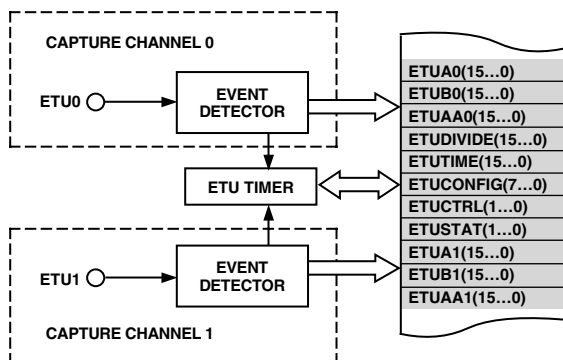 CAPTURE CHANNEL 0
ETU0
EVENT
DETECTOR
ETU TIMER
ETU1
EVENT
DETECTOR
CAPTURE CHANNEL 1
ETUA0(15...0)
ETUB0(15...0)
ETUAA0(15...0)
ETUDIVIDE(15...0)
ETUTIME(15...0)
ETUCONFIG(7...0)
ETUCTRL(1...0)
ETUSTAT(1...0)
ETUA1(15...0)
ETUB1(15...0)
ETUAA1(15...0)